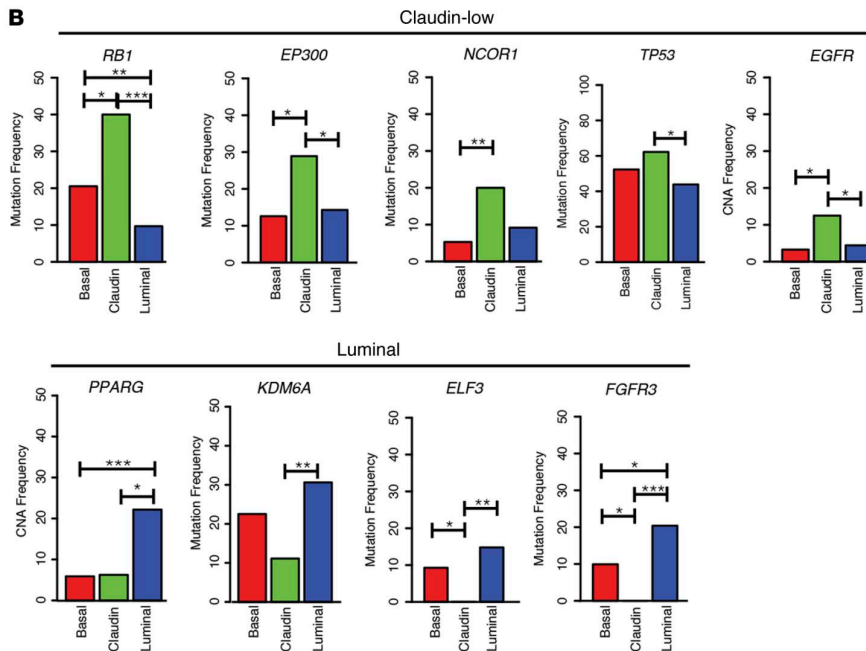 B
Claudin-low
RB1
EP300
NCOR1
TP53
EGFR
Mutation Frequency
0 10 20 30 40 50
** * ***
Basal Claudin Luminal
Mutation Frequency
0 10 20 30 40 50
* *
Basal Claudin Luminal
Mutation Frequency
0 10 20 30 40 50
**
Basal Claudin Luminal
Mutation Frequency
0 20 40 60 80 100
*
Basal Claudin Luminal
CNA Frequency
0 10 20 30 40 50
* *
Basal Claudin Luminal
Luminal
PPARG
KDM6A
ELF3
FGFR3
CNA Frequency
0 10 20 30 40 50
*** *
Basal Claudin Luminal
Mutation Frequency
0 10 20 30 40 50
**
Basal Claudin Luminal
Mutation Frequency
0 10 20 30 40 50
* **
Basal Claudin Luminal
Mutation Frequency
0 10 20 30 40 50
* *** *
Basal Claudin Luminal